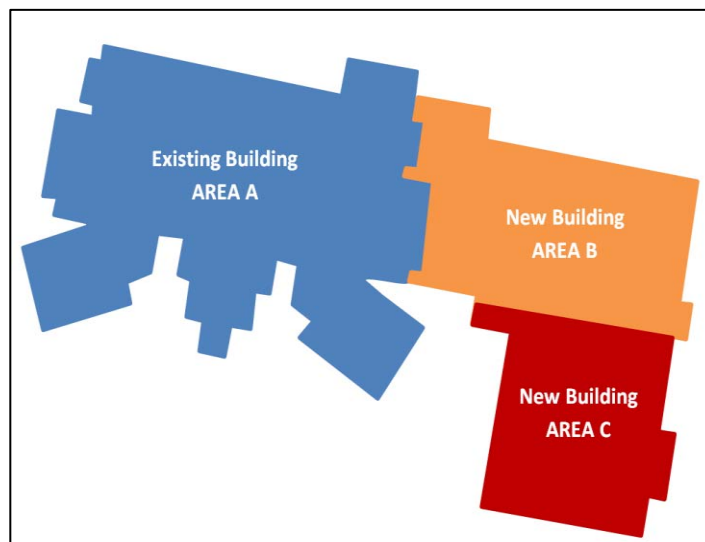 Existing Building
AREA A
New Building
AREA B
New Building
AREA C